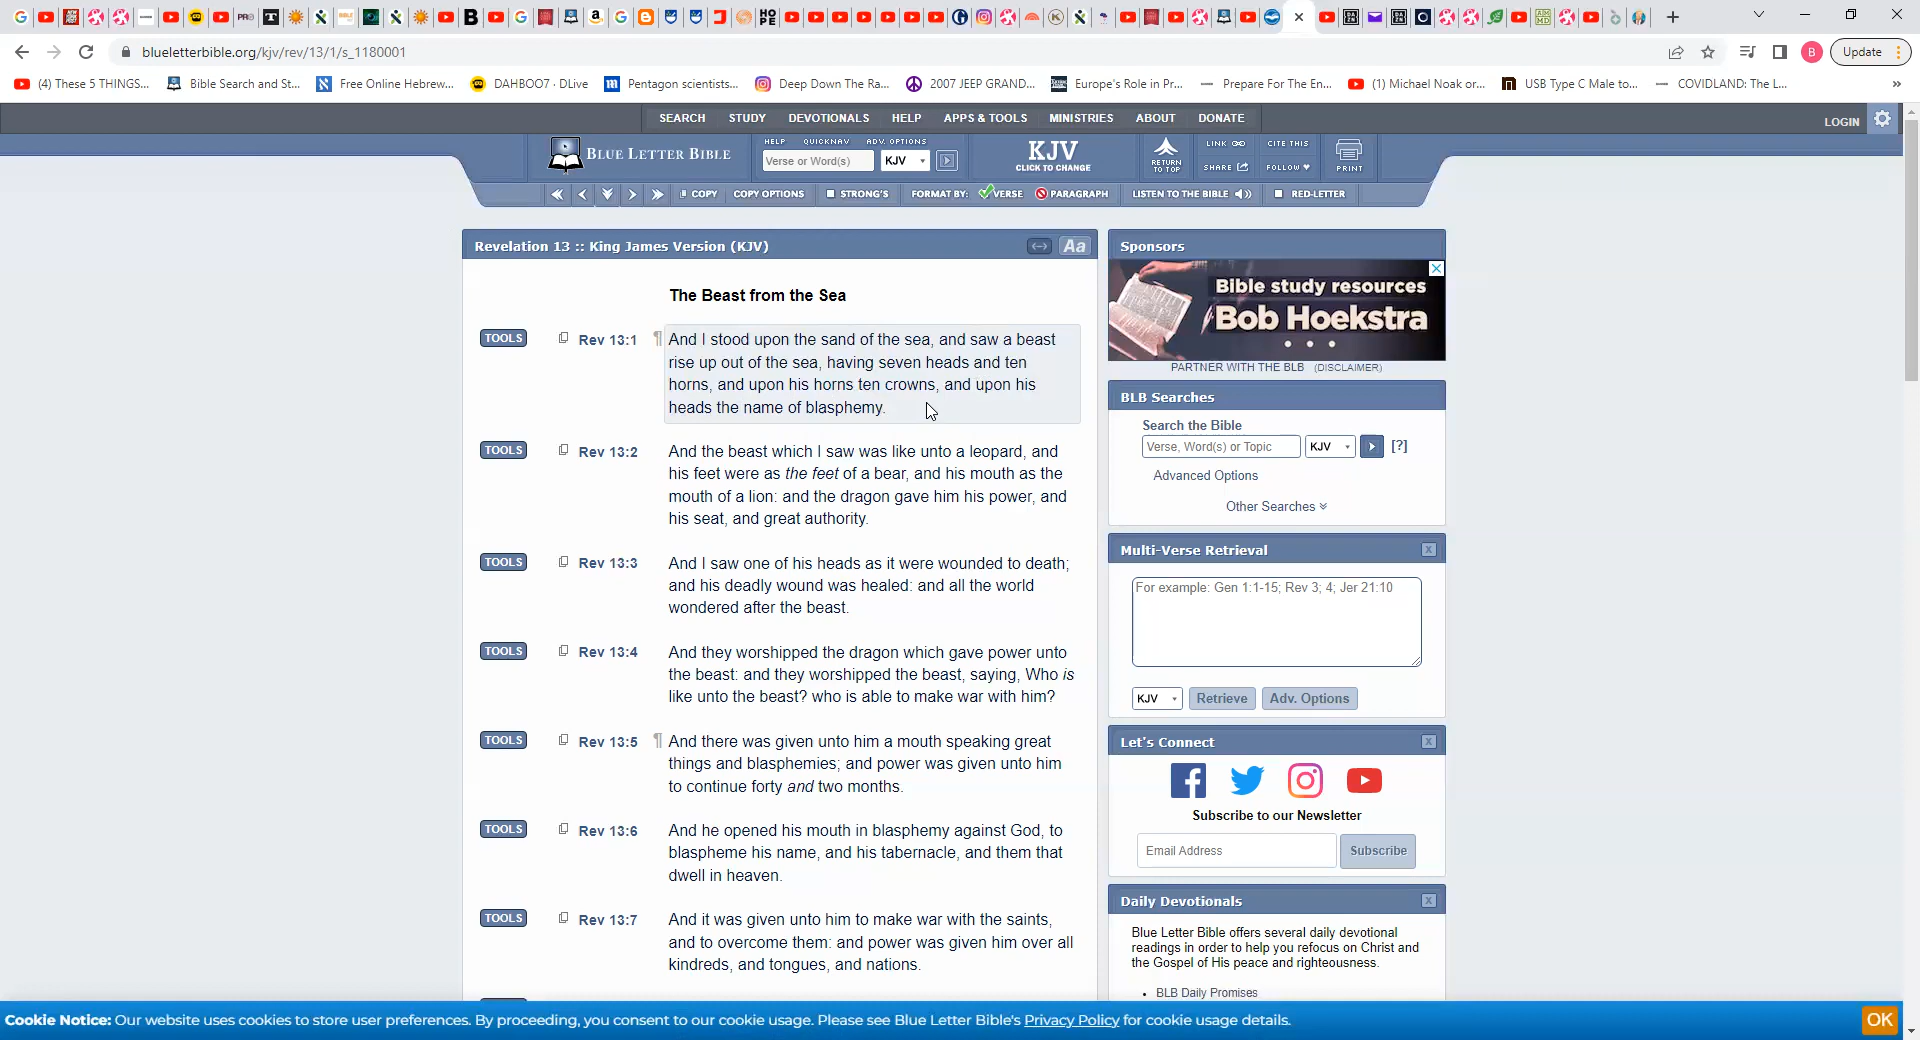 PRO
HOPE
blueletterbible.org/kjv/rev/13/1/s_1180001
B
Update
(4) These 5 THINGS...
Bible Search and St...
Free Online Hebrew...
DAHBOO7 · DLive
Pentagon scientists...
Deep Down The Ra...
2007 JEEP GRAND...
Europe's Role in Pr...
Prepare For The En...
(1) Michael Noak or...
USB Type C Male to...
COVIDLAND: The L...
SEARCH STUDY DEVOTIONALS HELP APPS & TOOLS MINISTRIES ABOUT DONATE
LOGIN
BLUE LETTER BIBLE
HELP QUICKNAV ADV. OPTIONS
Verse or Word(s)
KJV
KJV
CLICK TO CHANGE
RETURN
TO TOP
LINK
SHARE
CITE THIS
FOLLOW
PRINT
COPY COPY OPTIONS STRONG'S FORMAT BY: VERSE PARAGRAPH LISTEN TO THE BIBLE RED-LETTER
Revelation 13 :: King James Version (KJV)
Aa
The Beast from the Sea
TOOLS Rev 13:1 ¶ And I stood upon the sand of the sea, and saw a beast
rise up out of the sea, having seven heads and ten
horns, and upon his horns ten crowns, and upon his
heads the name of blasphemy.
TOOLS Rev 13:2 And the beast which I saw was like unto a leopard, and
his feet were as the feet of a bear, and his mouth as the
mouth of a lion: and the dragon gave him his power, and
his seat, and great authority.
TOOLS Rev 13:3 And I saw one of his heads as it were wounded to death;
and his deadly wound was healed: and all the world
wondered after the beast.
TOOLS Rev 13:4 And they worshipped the dragon which gave power unto
the beast: and they worshipped the beast, saying, Who is
like unto the beast? who is able to make war with him?
TOOLS Rev 13:5 ¶ And there was given unto him a mouth speaking great
things and blasphemies; and power was given unto him
to continue forty and two months.
TOOLS Rev 13:6 And he opened his mouth in blasphemy against God, to
blaspheme his name, and his tabernacle, and them that
dwell in heaven.
TOOLS Rev 13:7 And it was given unto him to make war with the saints,
and to overcome them: and power was given him over all
kindreds, and tongues, and nations.
Sponsors
Bible study resources
Bob Hoekstra
PARTNER WITH THE BLB (DISCLAIMER)
BLB Searches
Search the Bible
Verse, Word(s) or Topic
KJV
[?]
Advanced Options
Other Searches
Multi-Verse Retrieval
For example: Gen 1:1-15; Rev 3; 4; Jer 21:10
KJV
Retrieve
Adv. Options
Let's Connect
Subscribe to our Newsletter
Email Address
Subscribe
Daily Devotionals
Blue Letter Bible offers several daily devotional
readings in order to help you refocus on Christ and
the Gospel of His peace and righteousness.
• BLB Daily Promises
Cookie Notice: Our website uses cookies to store user preferences. By proceeding, you consent to our cookie usage. Please see Blue Letter Bible's Privacy Policy for cookie usage details.
OK